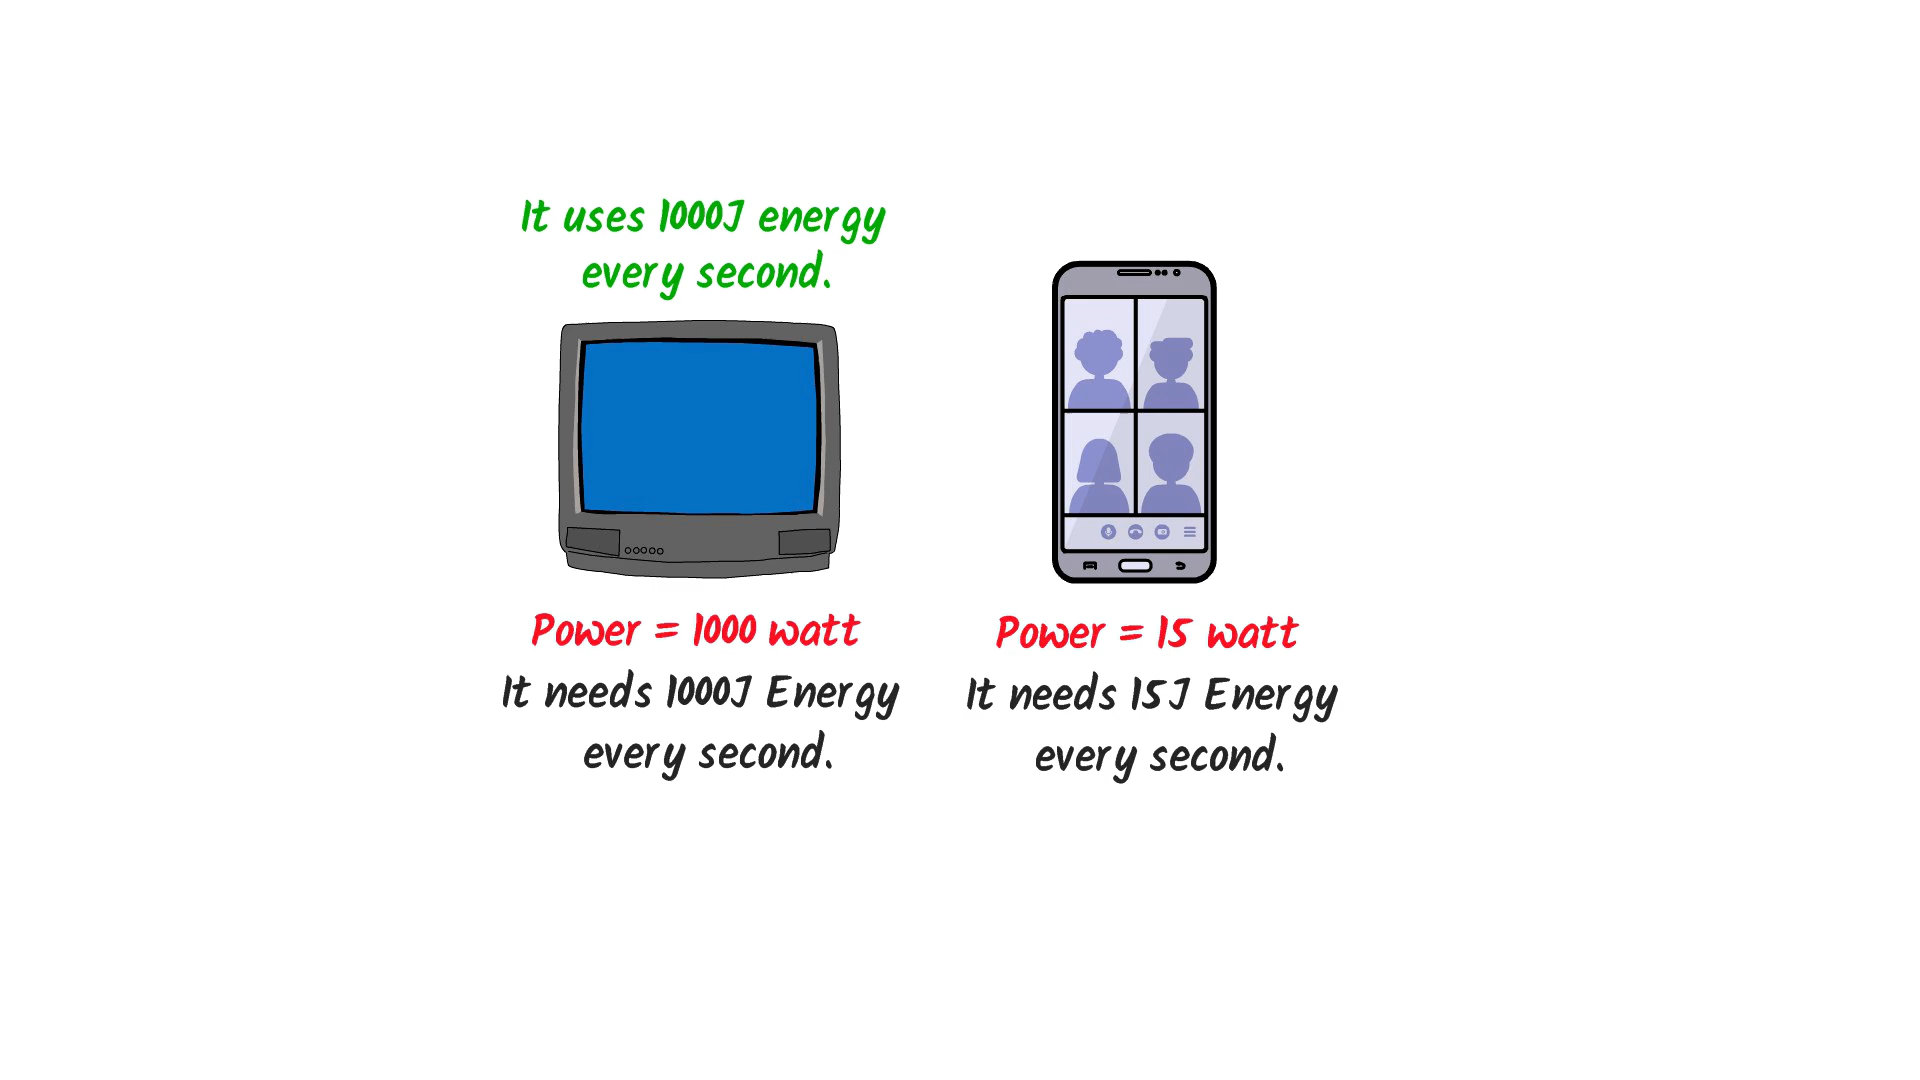 It uses 1000J energy
every second.
Power = 1000 watt
It needs 1000J Energy
every second.
Power = 15 watt
It needs 15J Energy
every second.